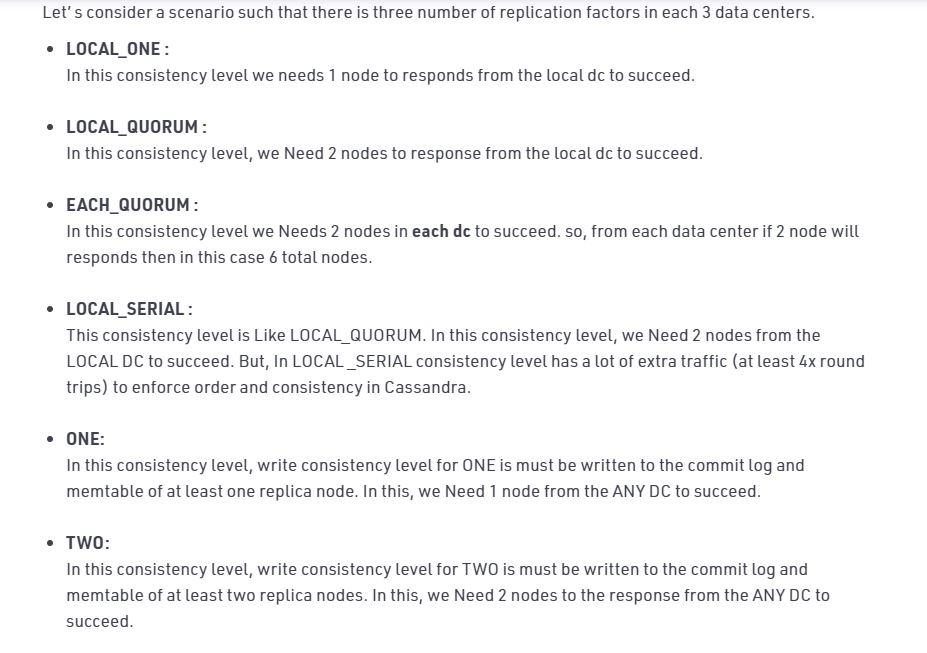 Let's consider a scenario such that there is three number of replication factors in each 3 data centers.
• LOCAL_ONE :
In this consistency level we needs 1 node to responds from the local dc to succeed.
• LOCAL_QUORUM :
In this consistency level, we Need 2 nodes to response from the local dc to succeed.
• EACH_QUORUM :
In this consistency level we Needs 2 nodes in each dc to succeed. so, from each data center if 2 node will
responds then in this case 6 total nodes.
• LOCAL_SERIAL :
This consistency level is Like LOCAL_QUORUM. In this consistency level, we Need 2 nodes from the
LOCAL DC to succeed. But, In LOCAL_SERIAL consistency level has a lot of extra traffic (at least 4x round
trips) to enforce order and consistency in Cassandra.
• ONE:
In this consistency level, write consistency level for ONE is must be written to the commit log and
memtable of at least one replica node. In this, we Need 1 node from the ANY DC to succeed.
• TWO:
In this consistency level, write consistency level for TWO is must be written to the commit log and
memtable of at least two replica nodes. In this, we Need 2 nodes to the response from the ANY DC to
succeed.